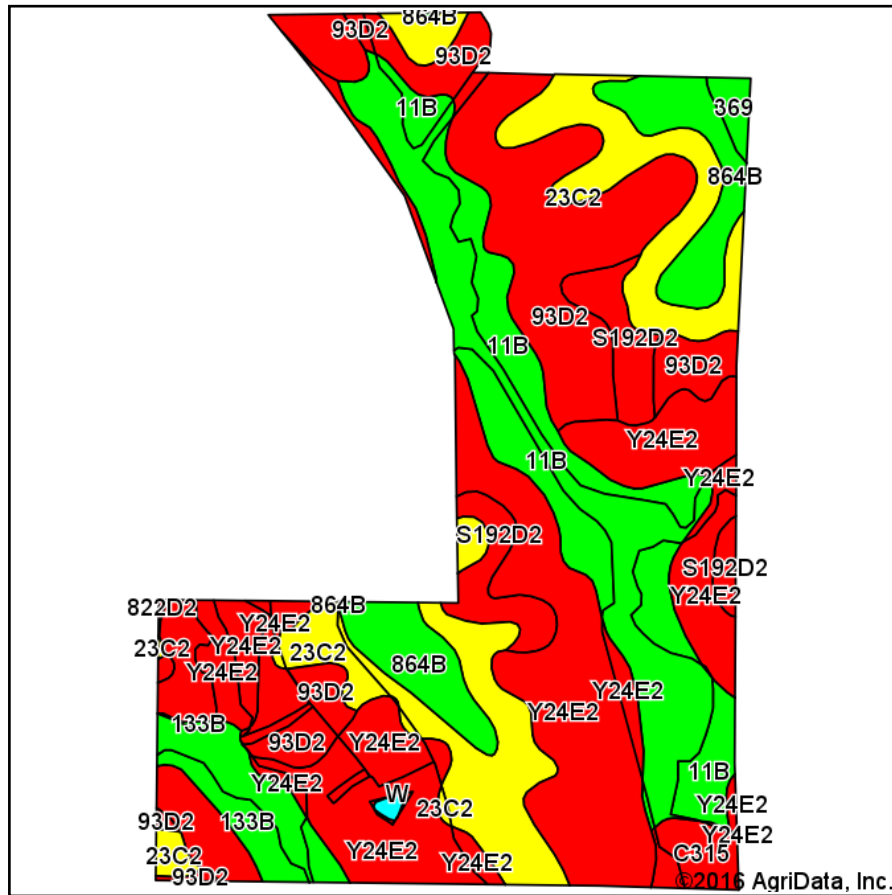 864B
93D2
93D2
11B
369
864B
23C2
93D2
S192D2
11B
93D2
Y24E2
11B
Y24E2
S192D2
S192D2
Y24E2
822D2
864B
Y24E2
23C2
Y24E2
23C2
864B
Y24E2
93D2
Y24E2
Y24E2
133B
93D2
Y24E2
11B
Y24E2
W
Y24E2
23C2
93D2
133B
Y24E2
Y24E2
23C2
Y24E2
C315
93D2
©2016 AgriData, Inc.